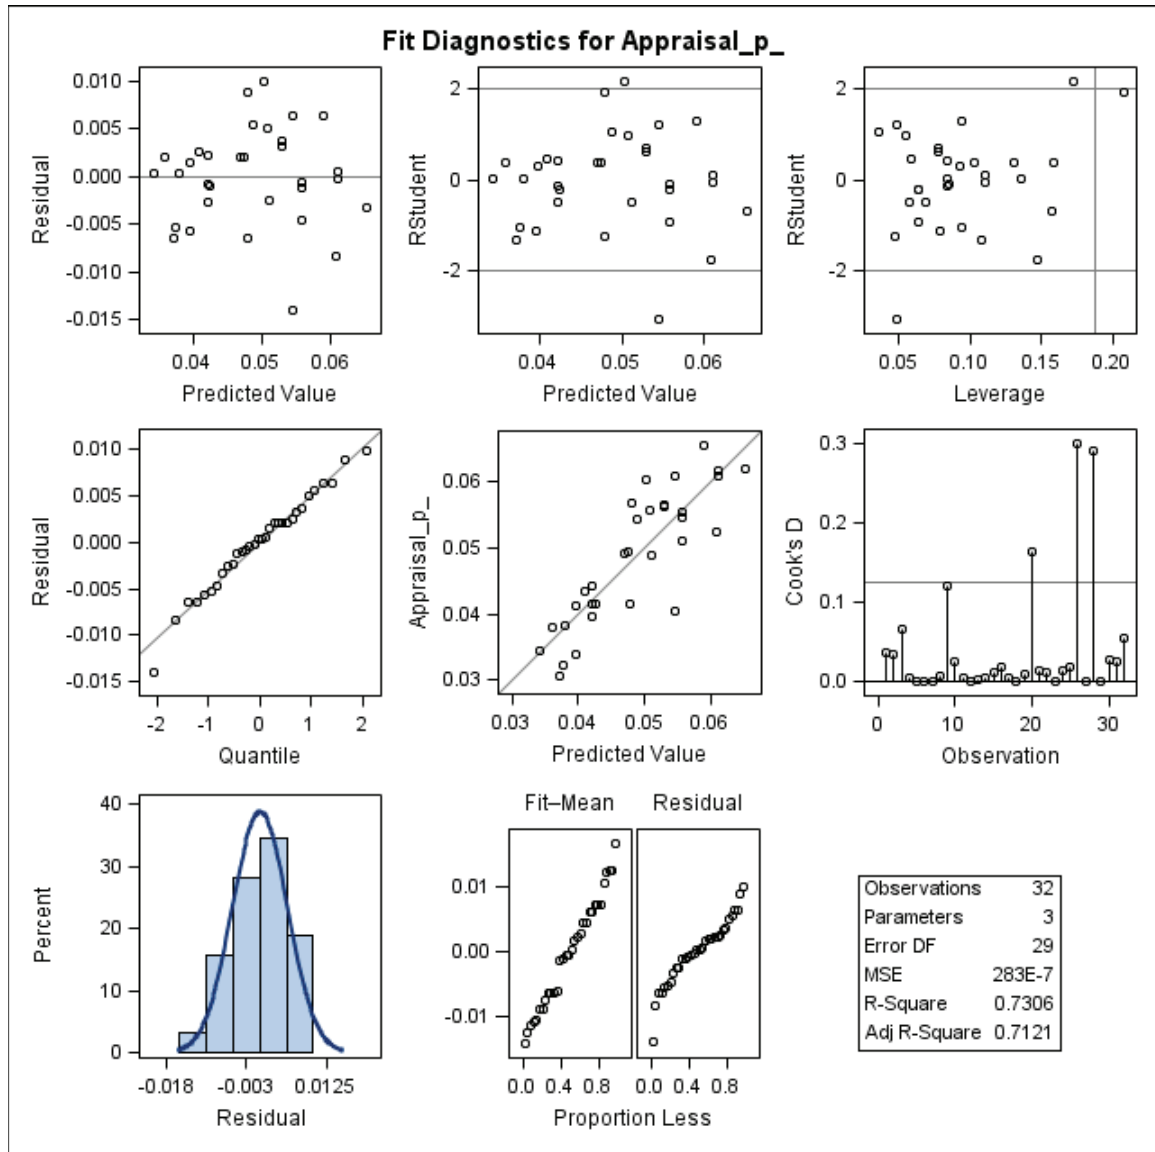 Fit Diagnostics for Appraisal_p_
0.010
0.005
0.000
-0.005
-0.010
-0.015
Residual
0.04 0.05 0.06
Predicted Value
2
0
-2
RStudent
0.04 0.05 0.06
Predicted Value
2
0
-2
RStudent
0.05 0.10 0.15 0.20
Leverage
0.010
0.005
0.000
-0.005
-0.010
-0.015
Residual
-2 -1 0 1 2
Quantile
0.06
0.05
0.04
0.03
Appraisal_p_
0.03 0.04 0.05 0.06
Predicted Value
0.3
0.2
0.1
0.0
Cook's D
0 10 20 30
Observation
40
30
20
10
0
Percent
-0.018 -0.003 0.0125
Residual
Fit–Mean Residual
0.01
0.00
-0.01
0.0 0.4 0.8 0.0 0.4 0.8
Proportion Less
Observations 32
Parameters 3
Error DF 29
MSE 283E-7
R-Square 0.7306
Adj R-Square 0.7121